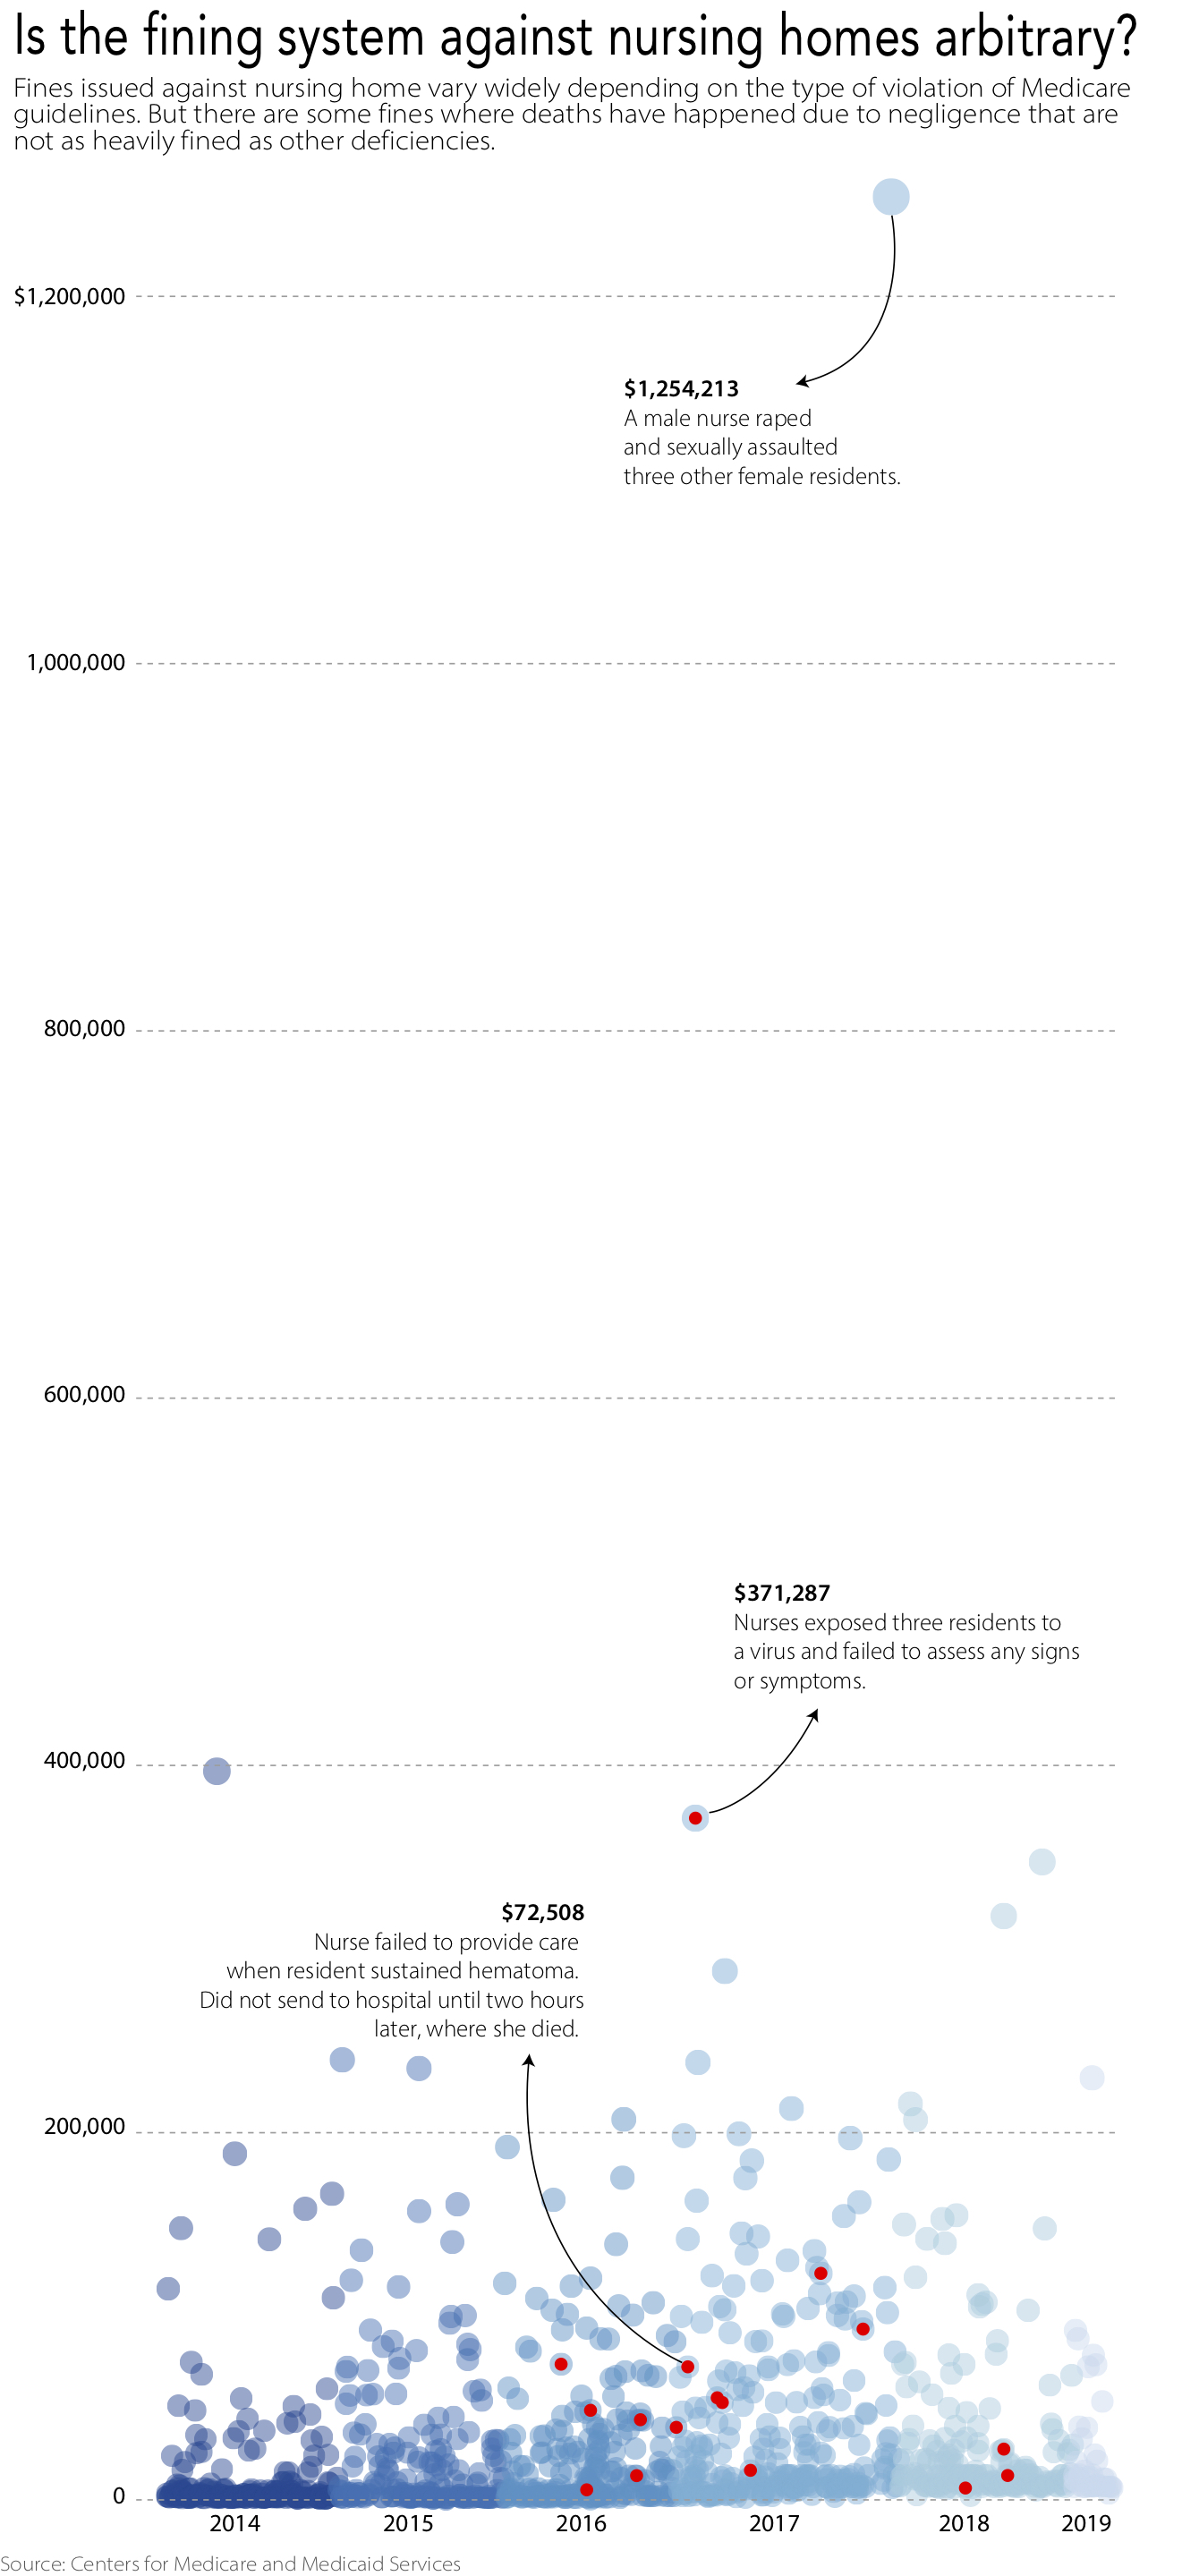 Is the fining system against nursing homes arbitrary?
Fines issued against nursing home vary widely depending on the type of violation of Medicare
guidelines. But there are some fines where deaths have happened due to negligence that are
not as heavily fined as other deficiencies.
$1,200,000
$1,254,213
A male nurse raped
and sexually assaulted
three other female residents.
1,000,000
800,000
600,000
$371,287
Nurses exposed three residents to
a virus and failed to assess any signs
or symptoms.
400,000
$72,508
Nurse failed to provide care
when resident sustained hematoma.
Did not send to hospital until two hours
later, where she died.
200,000
0
2014 2015 2016 2017 2018 2019
Source: Centers for Medicare and Medicaid Services